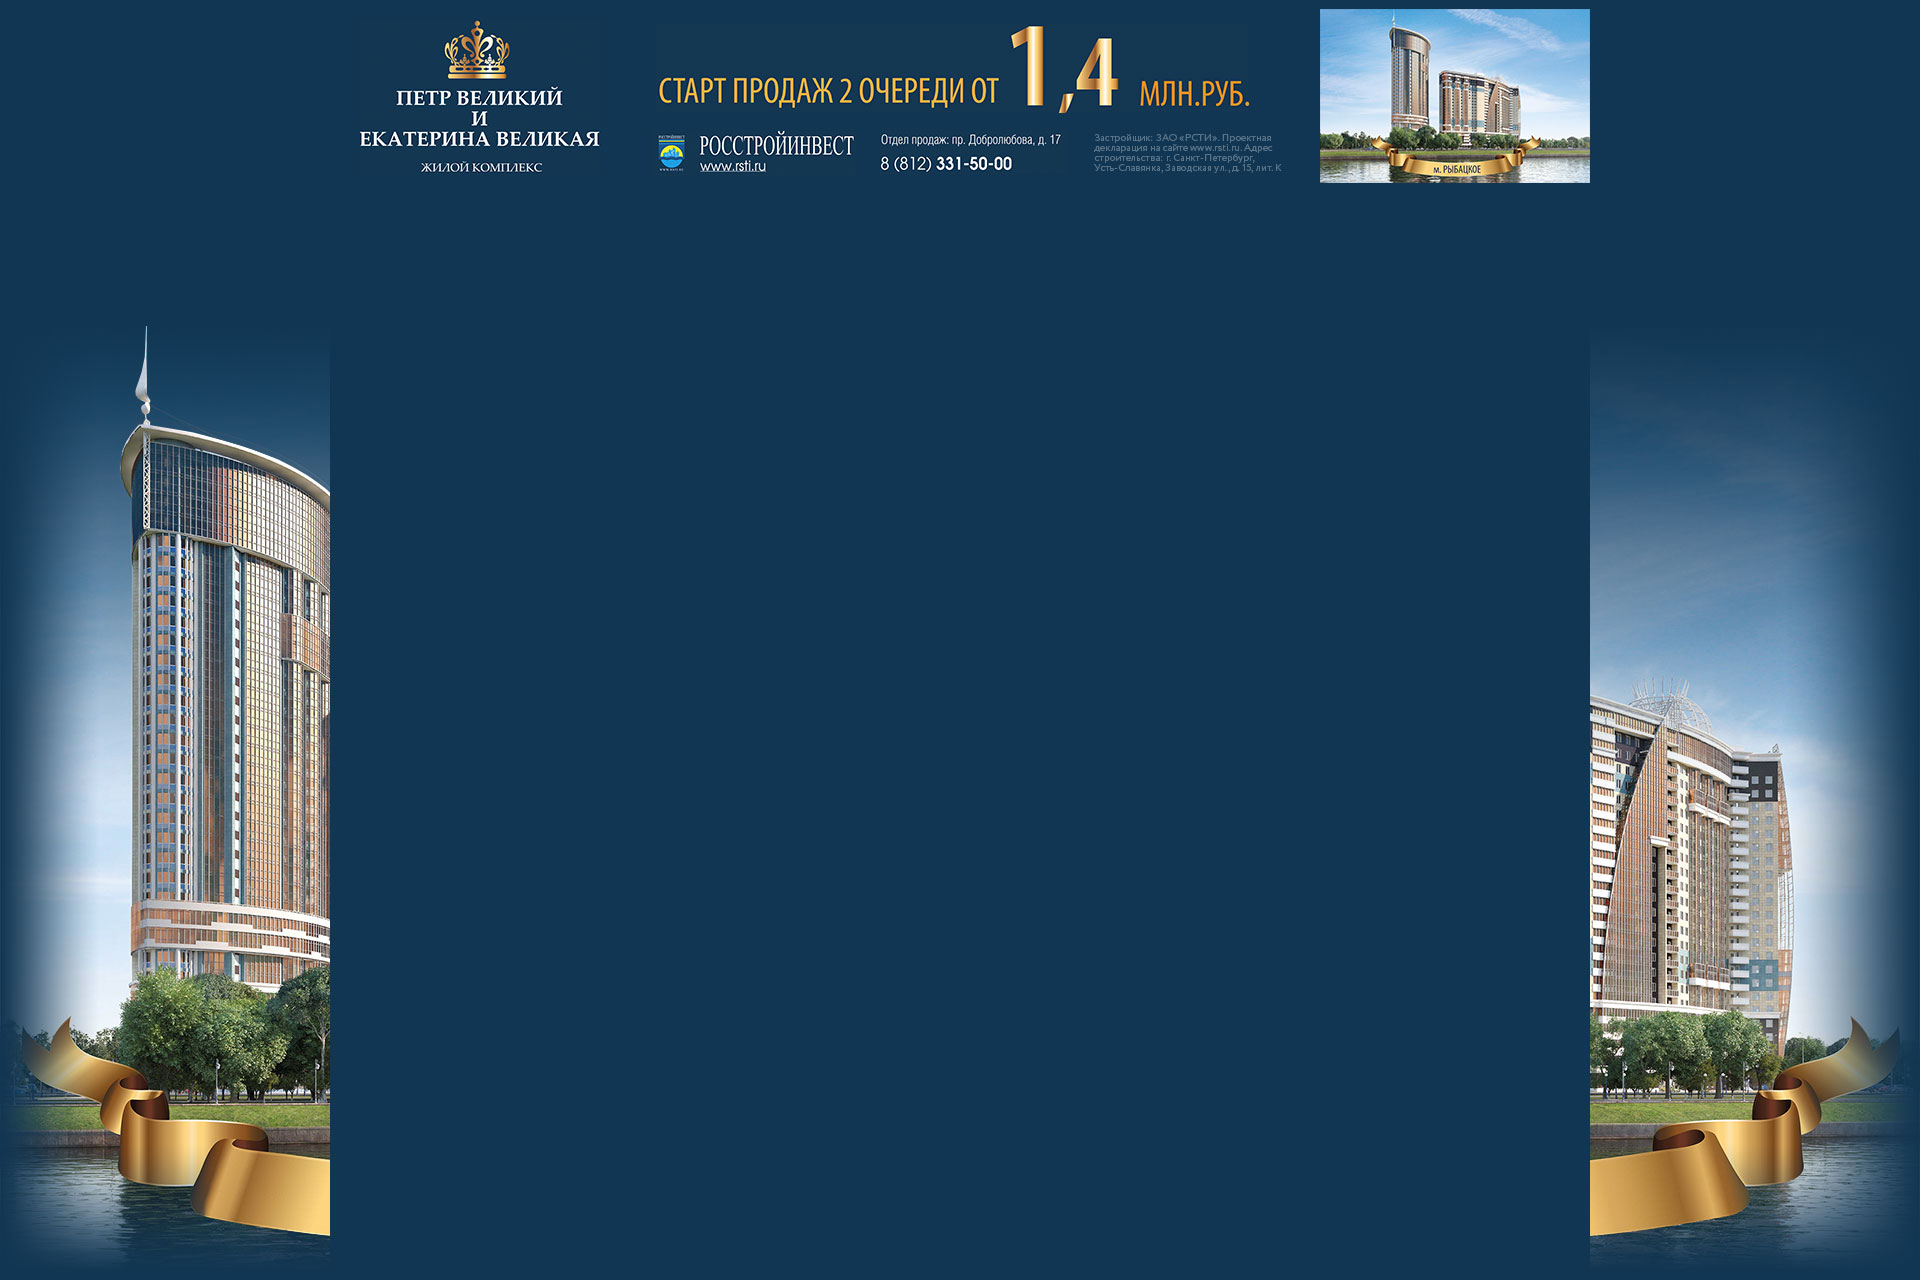 ПЕТР ВЕЛИКИЙ
И
ЕКАТЕРИНА ВЕЛИКАЯ
ЖИЛОЙ КОМПЛЕКС
СТАРТ ПРОДАЖ 2 ОЧЕРЕДИ ОТ 1,4 МЛН.РУБ.
РОССТРОЙИНВЕСТ
www.rsti.ru
Отдел продаж: пр. Добролюбова, д. 17
8 (812) 331-50-00
Застройщик: ЗАО «РСТИ». Проектная
декларация на сайте www.rsti.ru. Адрес
строительства: г. Санкт-Петербург,
Усть-Славянка, Заводская ул., д. 15, лит. К
м. РЫБАЦКОЕ